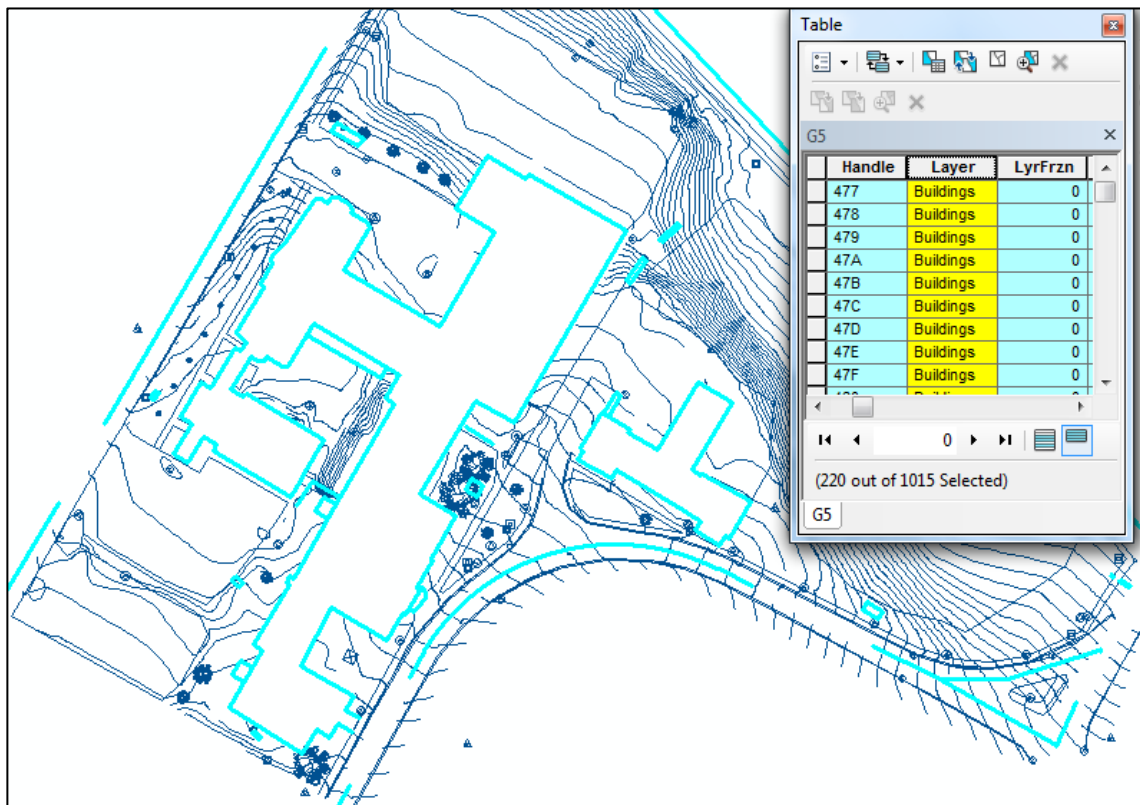 Table
G5
Handle Layer LyrFrzn
477 Buildings 0
478 Buildings 0
479 Buildings 0
47A Buildings 0
47B Buildings 0
47C Buildings 0
47D Buildings 0
47E Buildings 0
47F Buildings 0
0
(220 out of 1015 Selected)
G5